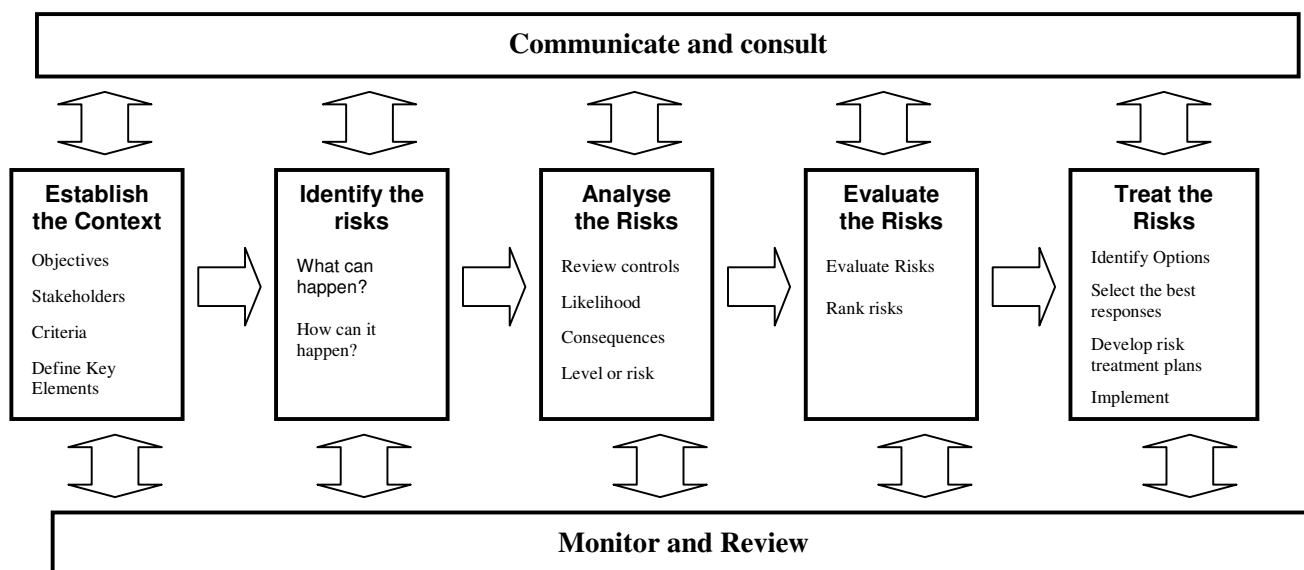 Communicate and consult
Establish
the Context
Objectives
Stakeholders
Criteria
Define Key
Elements
Identify the
risks
What can
happen?
How can it
happen?
Analyse
the Risks
Review controls
Likelihood
Consequences
Level or risk
Evaluate
the Risks
Evaluate Risks
Rank risks
Treat the
Risks
Identify Options
Select the best
responses
Develop risk
treatment plans
Implement
Monitor and Review